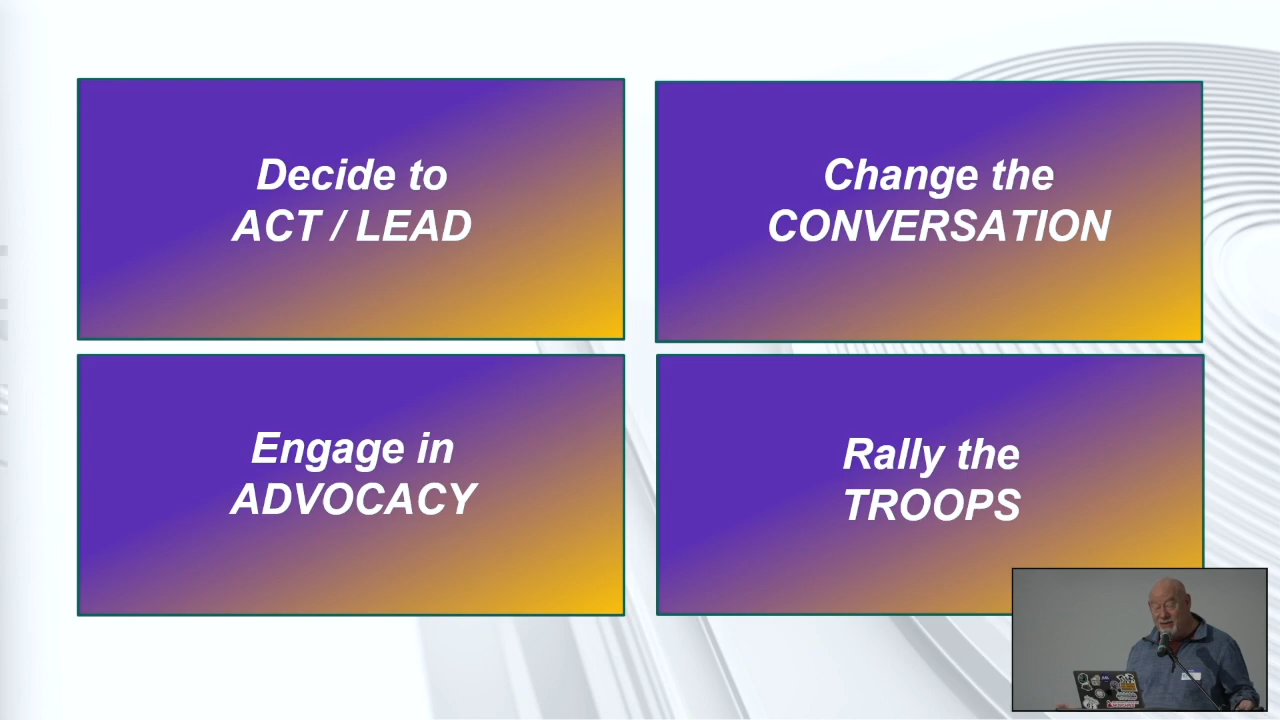 Decide to
ACT / LEAD
Change the
CONVERSATION
Engage in
ADVOCACY
Rally the
TROOPS